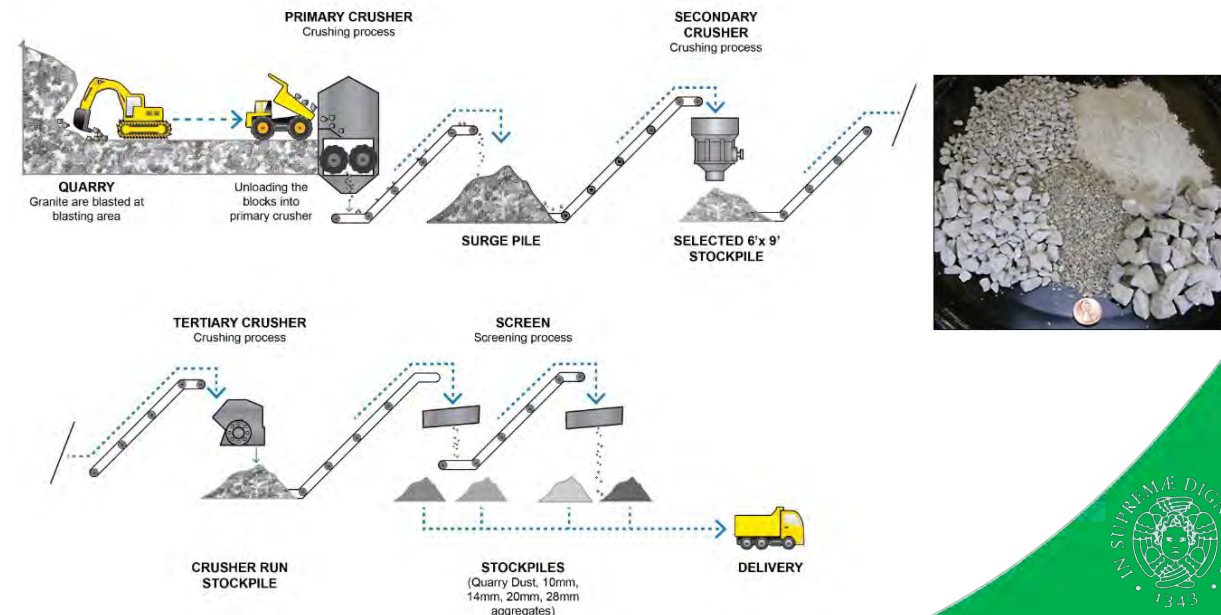 PRIMARY CRUSHER
Crushing process
SECONDARY
CRUSHER
Crushing process
QUARRY
Granite are blasted at
blasting area
Unloading the
blocks into
primary crusher
SURGE PILE
SELECTED 6'x 9'
STOCKPILE
TERTIARY CRUSHER
Crushing process
SCREEN
Screening process
CRUSHER RUN
STOCKPILE
STOCKPILES
(Quarry Dust, 10mm,
14mm, 20mm, 28mm
aggregates)
DELIVERY
IN SUPREMÆ DIG
1343